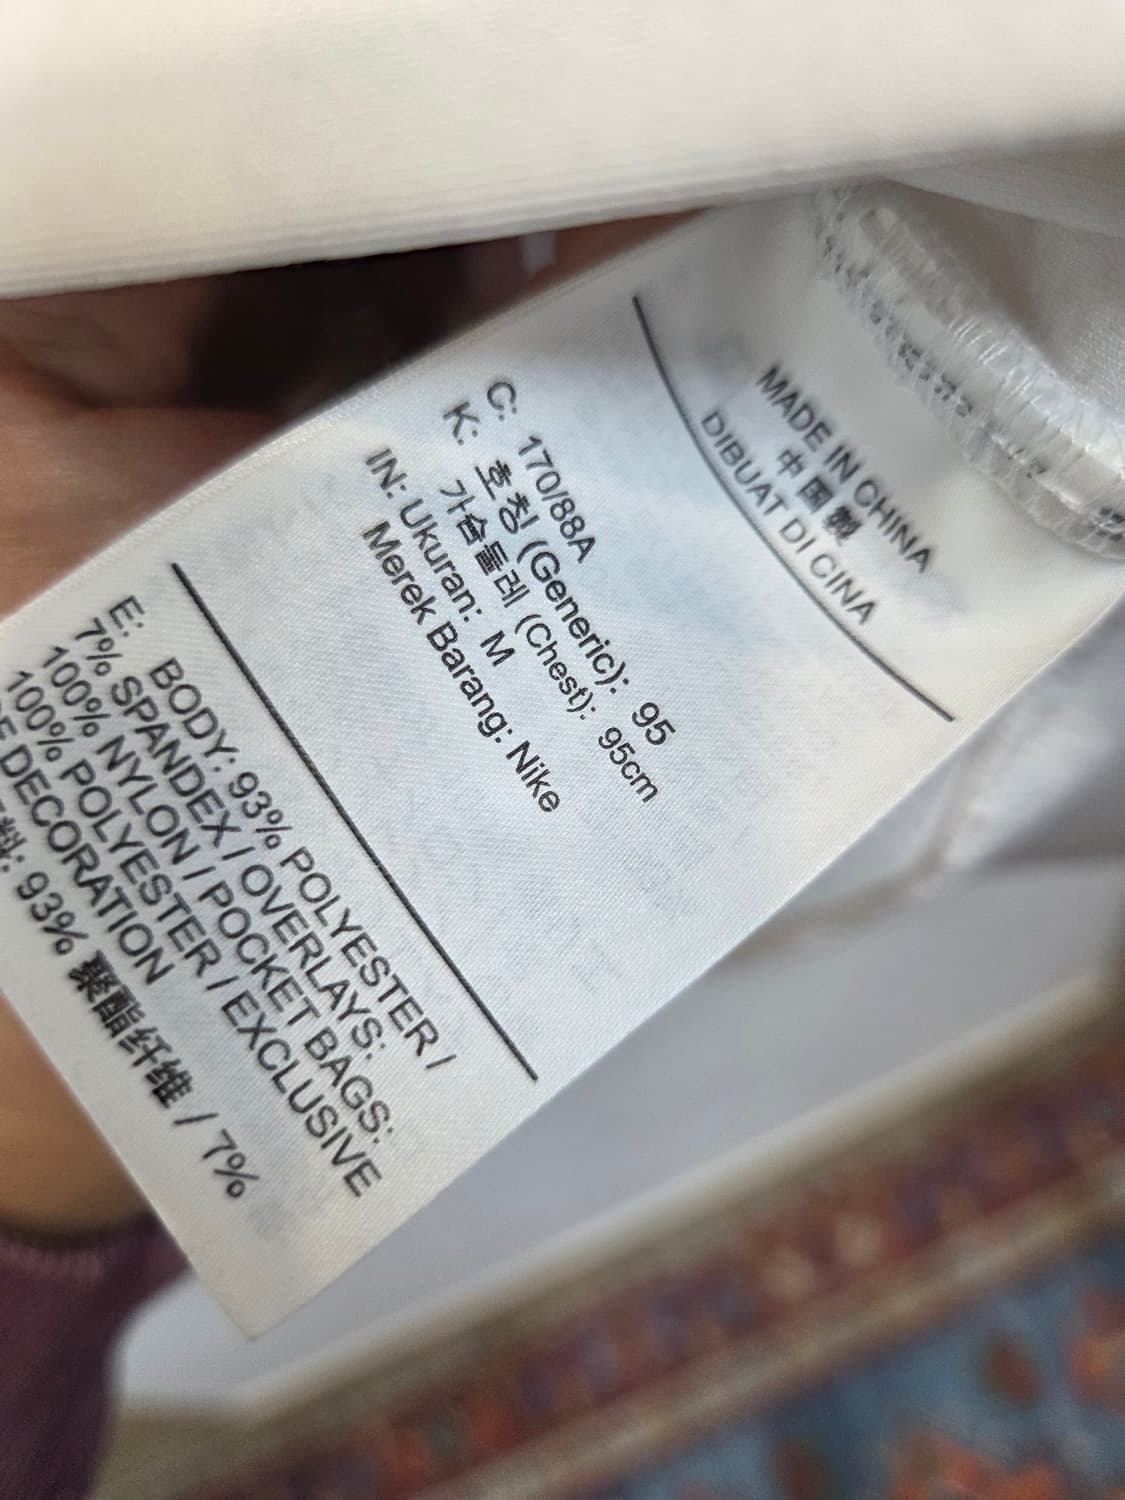 MADE IN CHINA
中国製
DIBUAT DI CINA
C: 170/88A
K: 호칭 (Generic): 95
가슴둘레 (Chest): 95cm
IN: Ukuran: M
Merek Barang: Nike
E: BODY: 93% POLYESTER /
7% SPANDEX / OVERLAYS:
100% NYLON / POCKET BAGS:
100% POLYESTER / EXCLUSIVE
DECORATION
93% 聚酯纤维 / 7%